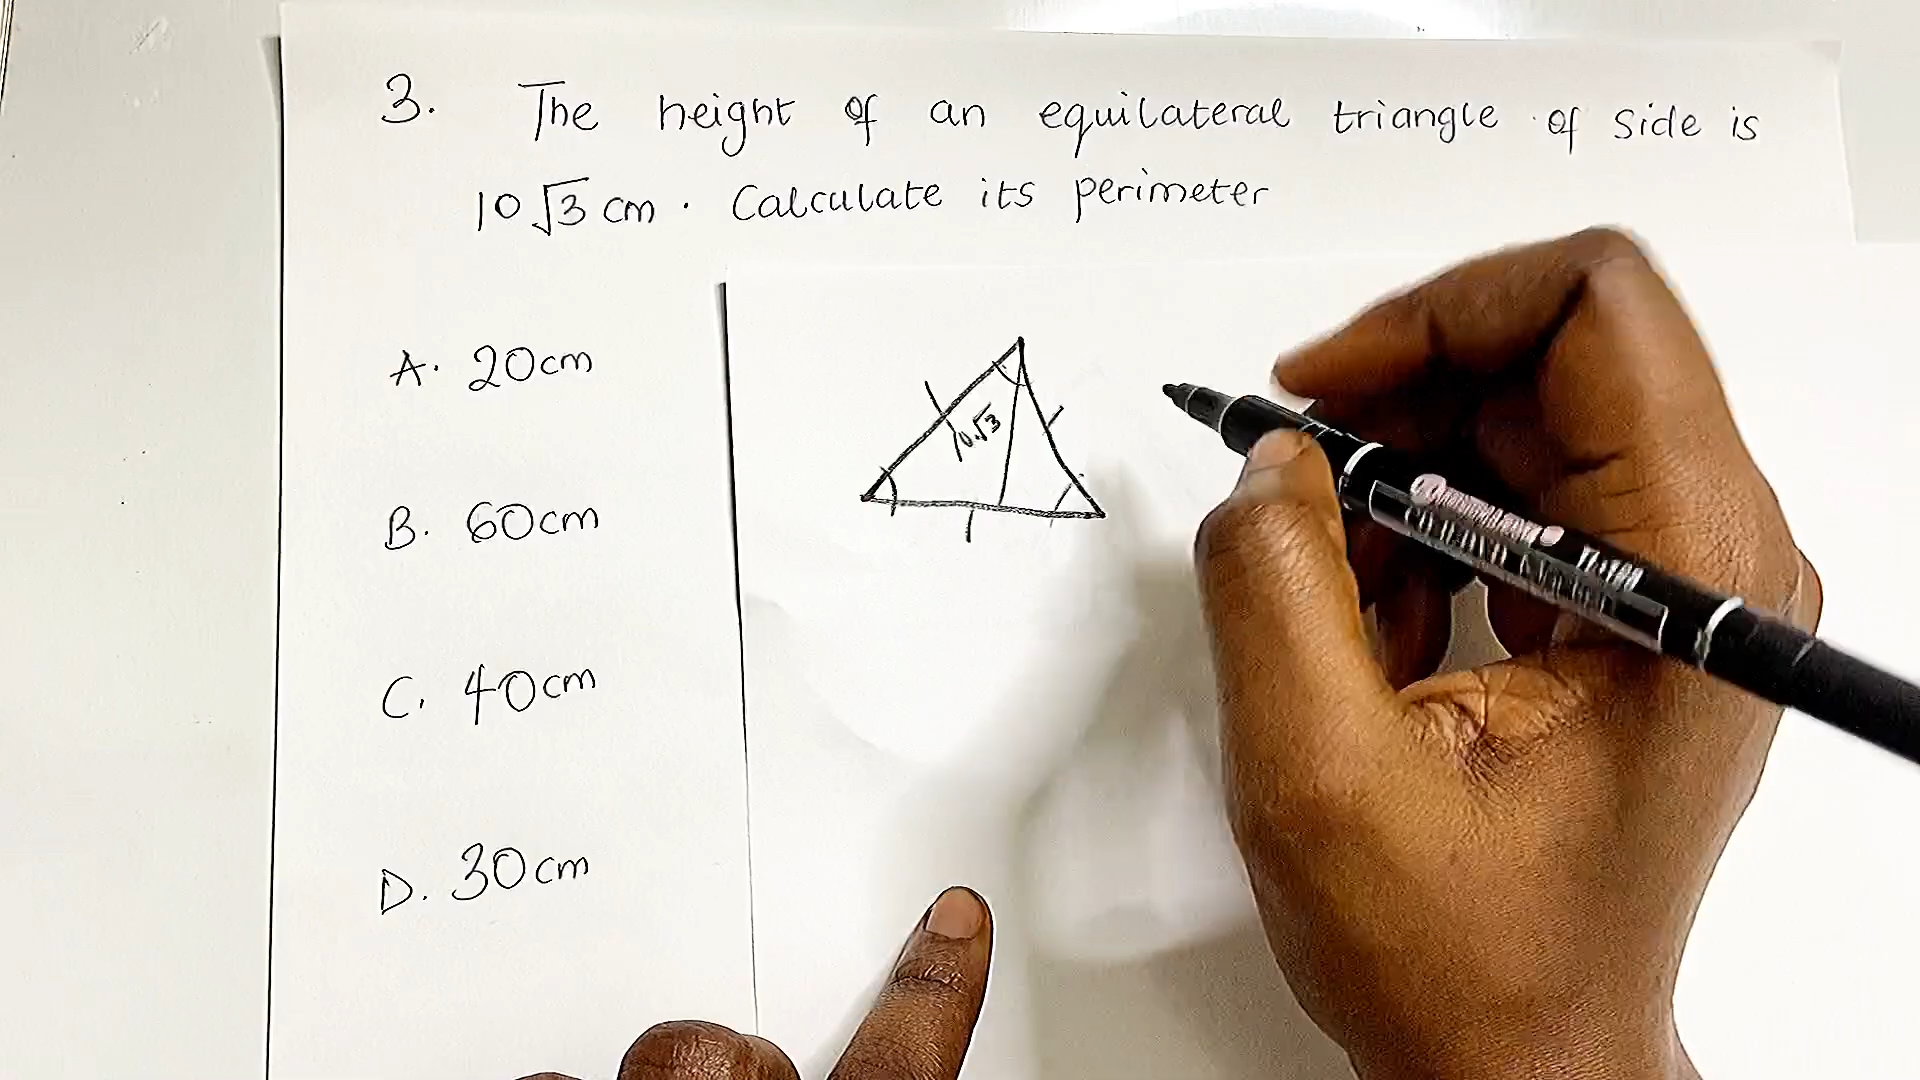 3. The height of an equilateral triangle of side is
10√3 cm. Calculate its perimeter
A. 20cm
B. 60cm
C. 40cm
D. 30cm
10√3